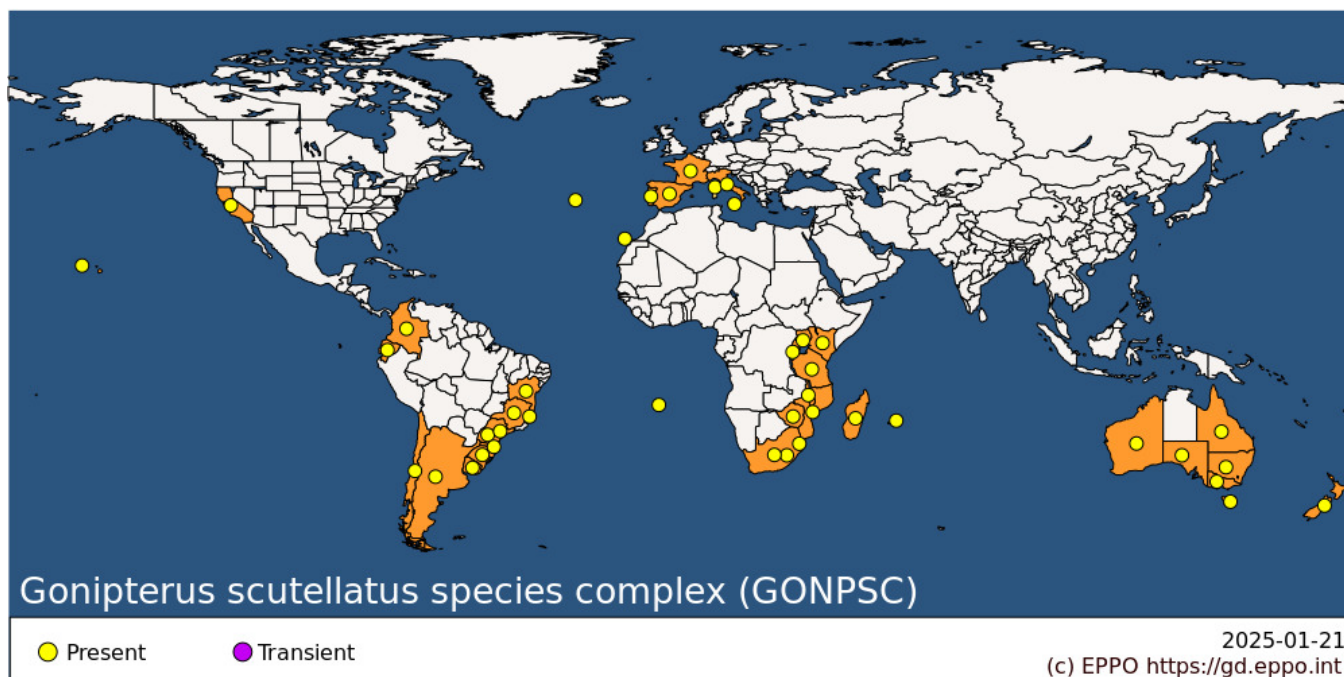 Gonipterus scutellatus species complex (GONPSC)
Present
Transient
2025-01-21
(c) EPPO https://gd.eppo.int